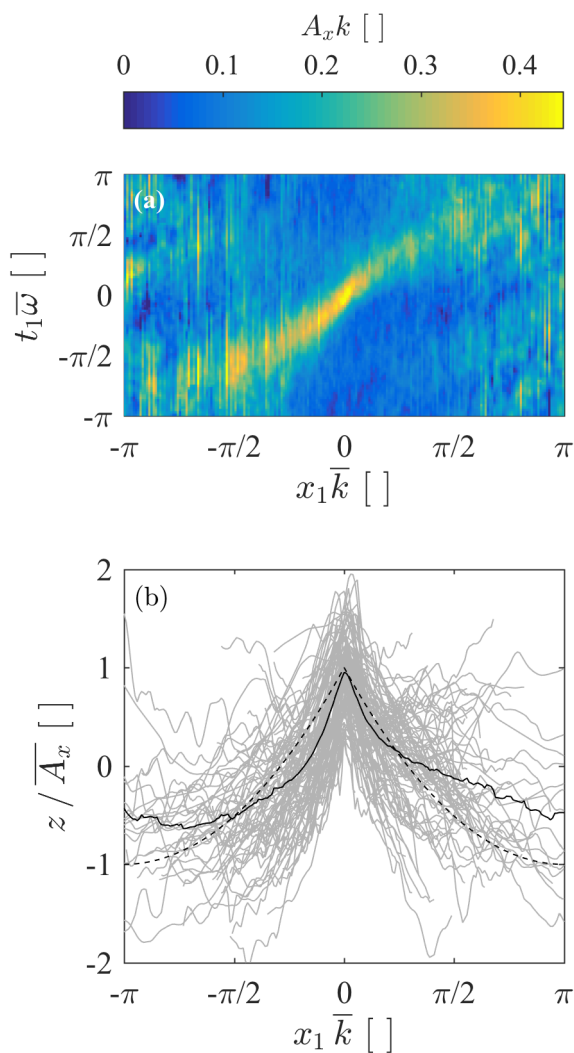 A_x k [ ]
0 0.1 0.2 0.3 0.4
(a)
π
π/2
0
-π/2
-π
t_1 ω̅ [ ]
-π -π/2 0 π/2 π
x_1 k̅ [ ]
(b)
2
1
0
-1
-2
z / A̅_x̅ [ ]
-π -π/2 0 π/2 π
x_1 k̅ [ ]